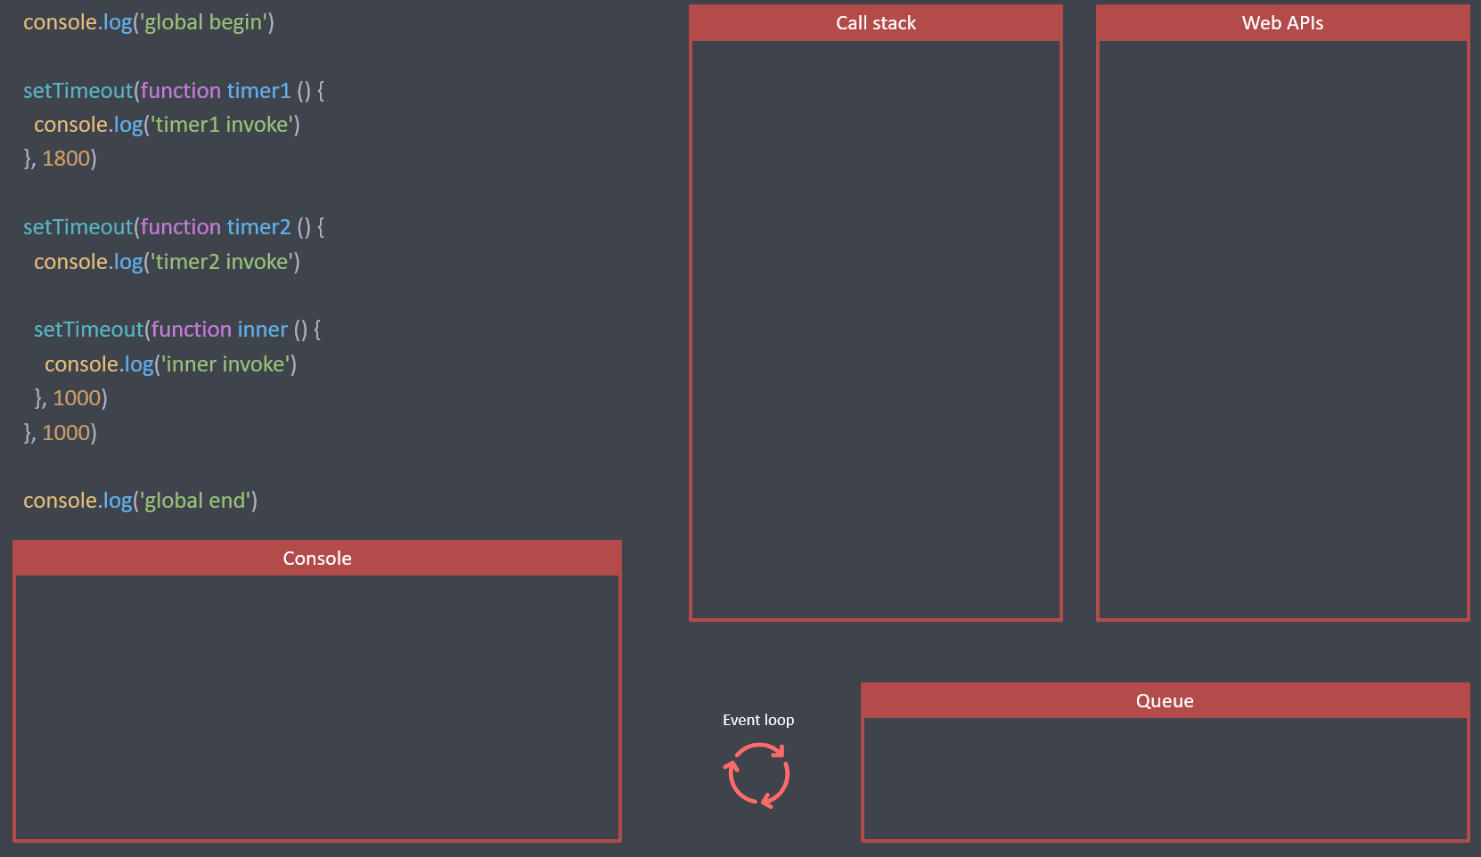 console.log('global begin')
setTimeout(function timer1 () {
console.log('timer1 invoke')
}, 1800)
setTimeout(function timer2 () {
console.log('timer2 invoke')
setTimeout(function inner () {
console.log('inner invoke')
}, 1000)
}, 1000)
console.log('global end')
Console
Call stack
Web APIs
Event loop
Queue